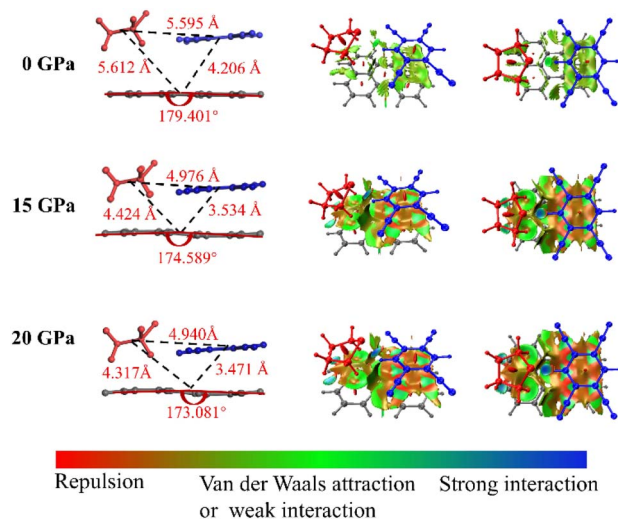 5.595 Å
0 GPa
5.612 Å
4.206 Å
179.401°
4.976 Å
15 GPa
4.424 Å
3.534 Å
174.589°
4.940Å
20 GPa
4.317Å
3.471 Å
173.081°
Repulsion
Van der Waals attraction
or weak interaction
Strong interaction